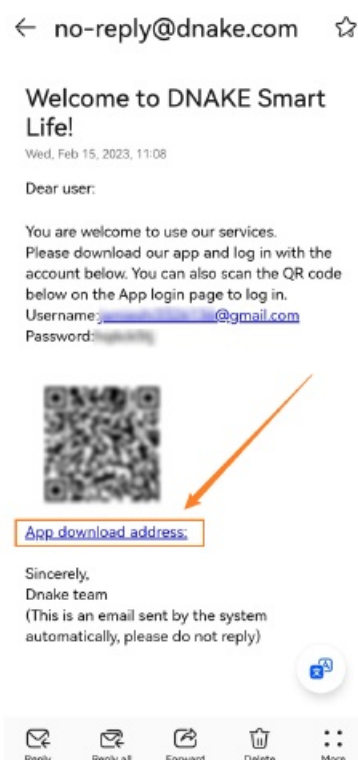 no-reply@dnake.com
Welcome to DNAKE Smart
Life!
Wed, Feb 15, 2023, 11:08
Dear user:
You are welcome to use our services.
Please download our app and log in with the
account below. You can also scan the QR code
below on the App login page to log in.
Username: @gmail.com
Password:
App download address:
Sincerely,
Dnake team
(This is an email sent by the system
automatically, please do not reply)
Reply Reply all Forward Delete More